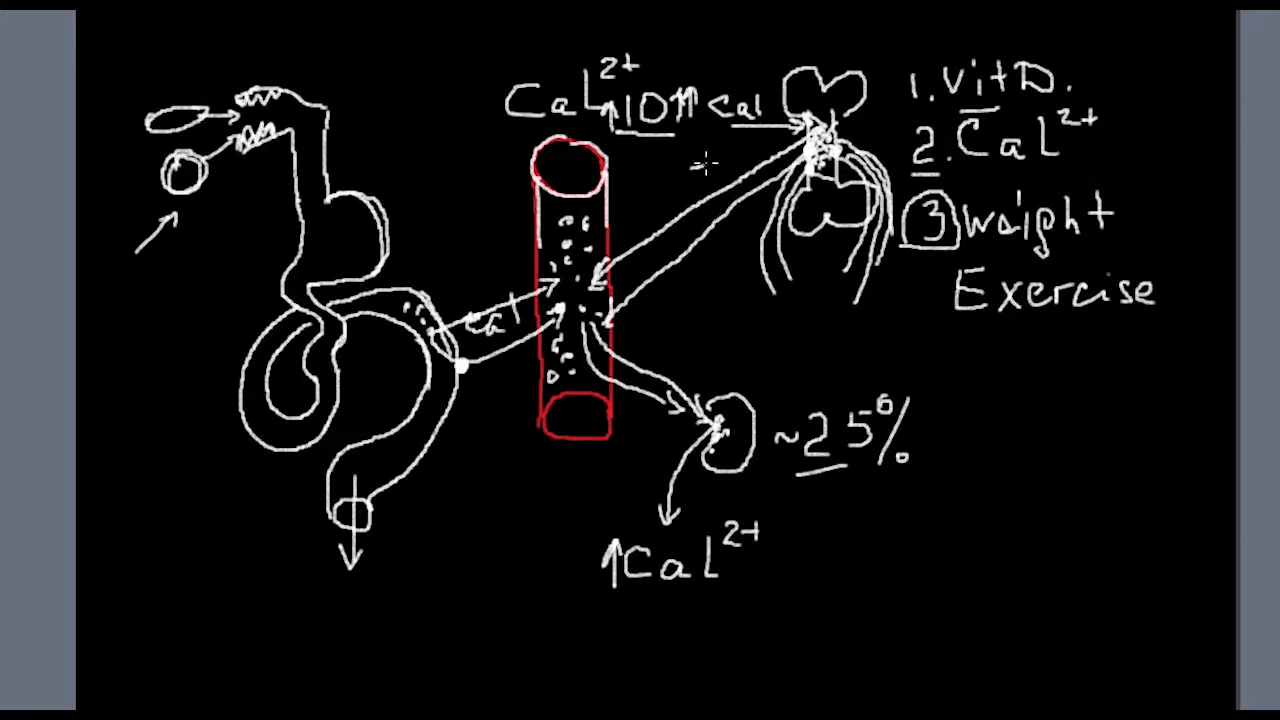 CaL²⁺ ↑10↑↑ Cal
1. Vit D.
2. CaL²⁺
3 Weight
Exercise
Cal
~25%
↑CaL²⁺